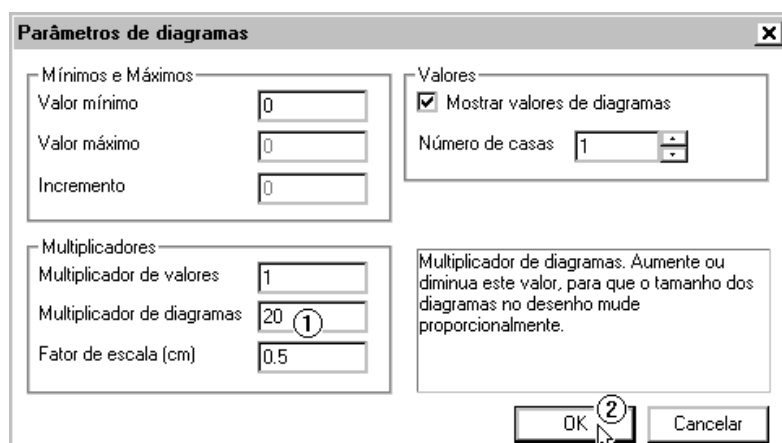 Parâmetros de diagramas
Mínimos e Máximos
Valor mínimo 0
Valor máximo 0
Incremento 0
Valores
Mostrar valores de diagramas
Número de casas 1
Multiplicadores
Multiplicador de valores 1
Multiplicador de diagramas 20 1
Fator de escala (cm) 0.5
Multiplicador de diagramas. Aumente ou
diminua este valor, para que o tamanho dos
diagramas no desenho mude
proporcionalmente.
OK 2 Cancelar